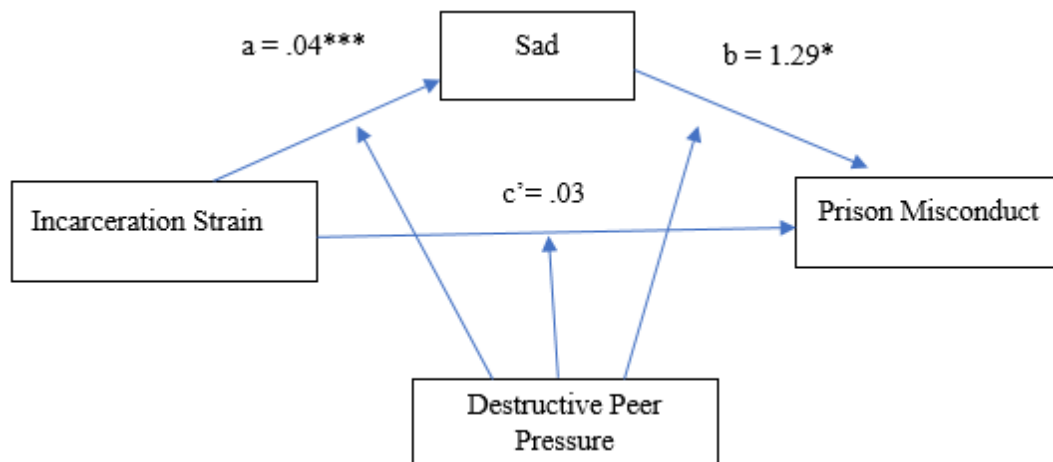 a = .04***
Sad
b = 1.29*
Incarceration Strain
c’= .03
Prison Misconduct
Destructive Peer
Pressure